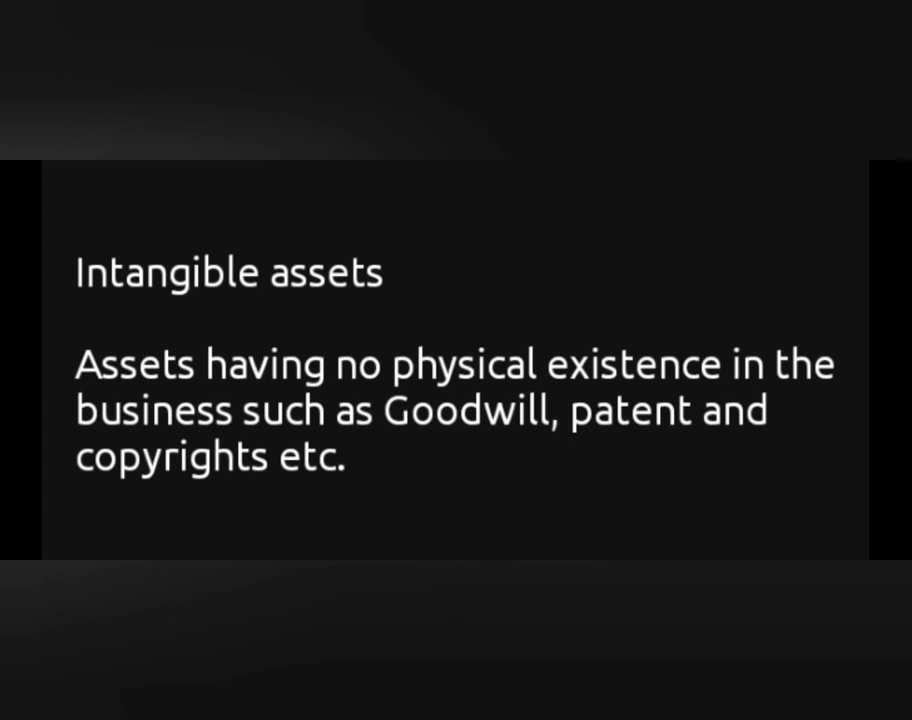 Intangible assets
Assets having no physical existence in the
business such as Goodwill, patent and
copyrights etc.